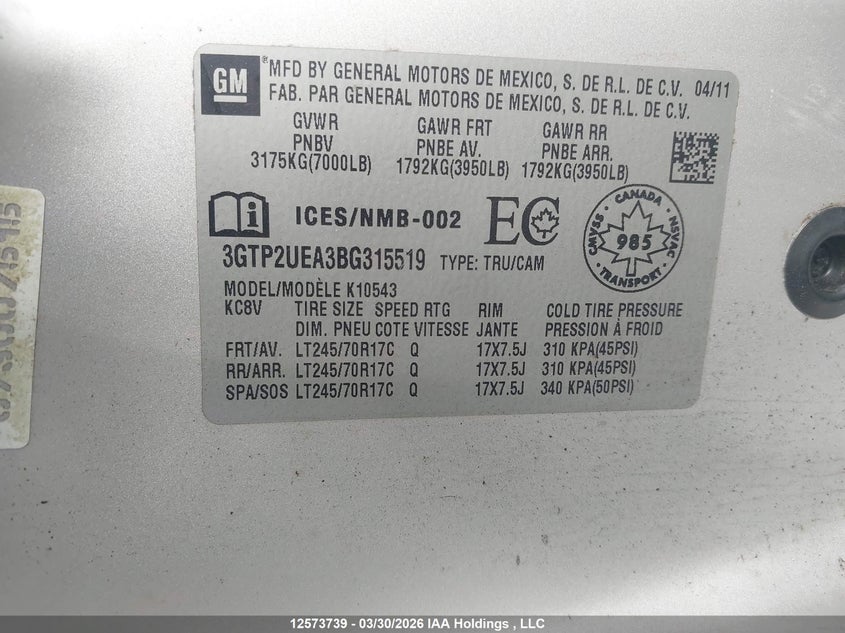 GM
®MFD BY GENERAL MOTORS DE MEXICO, S. DE R.L. DE C.V. 04/11
FAB. PAR GENERAL MOTORS DE MEXICO, S. DE R.L. DE C.V.
GVWR GAWR FRT GAWR RR
PNBV PNBE AV. PNBE ARR.
3175KG(7000LB) 1792KG(3950LB) 1792KG(3950LB)
i ICES/NMB-002 EC
CANADA CMVSS NSVAC 985 TRANSPORT
3GTP2UEA3BG315519 TYPE: TRU/CAM
MODEL/MODÈLE K10543
KC8V TIRE SIZE SPEED RTG RIM COLD TIRE PRESSURE
DIM. PNEU COTE VITESSE JANTE PRESSION À FROID
FRT/AV. LT245/70R17C Q 17X7.5J 310 KPA(45PSI)
RR/ARR. LT245/70R17C Q 17X7.5J 310 KPA(45PSI)
SPA/SOS LT245/70R17C Q 17X7.5J 340 KPA(50PSI)
12573739 - 03/30/2026 IAA Holdings , LLC